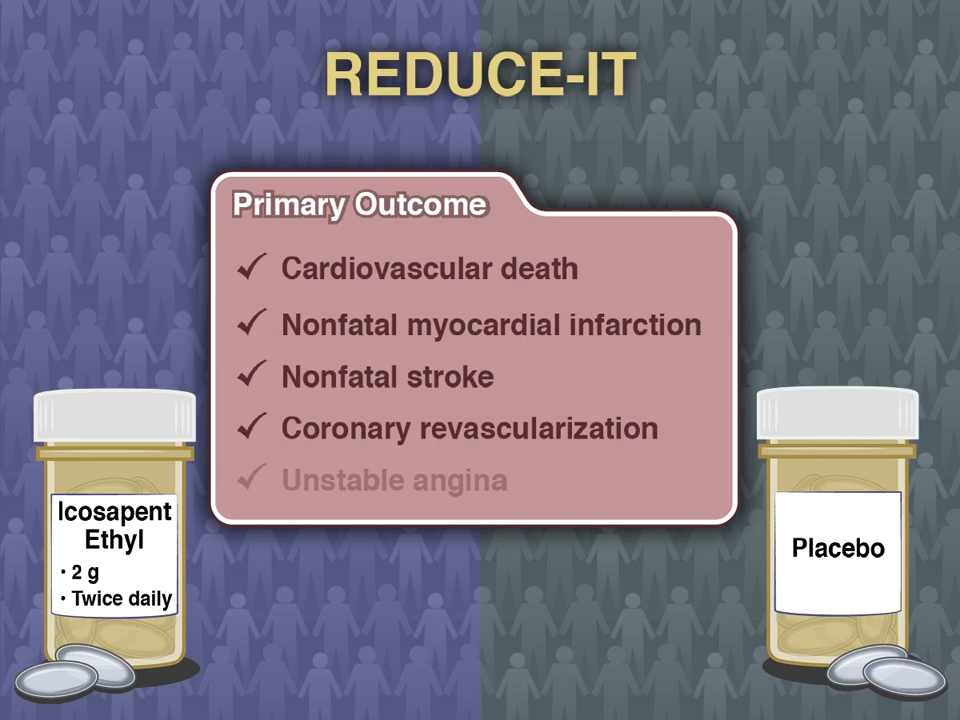 REDUCE-IT
Primary Outcome
✓ Cardiovascular death
✓ Nonfatal myocardial infarction
✓ Nonfatal stroke
✓ Coronary revascularization
✓ Unstable angina
Icosapent
Ethyl
• 2 g
• Twice daily
Placebo